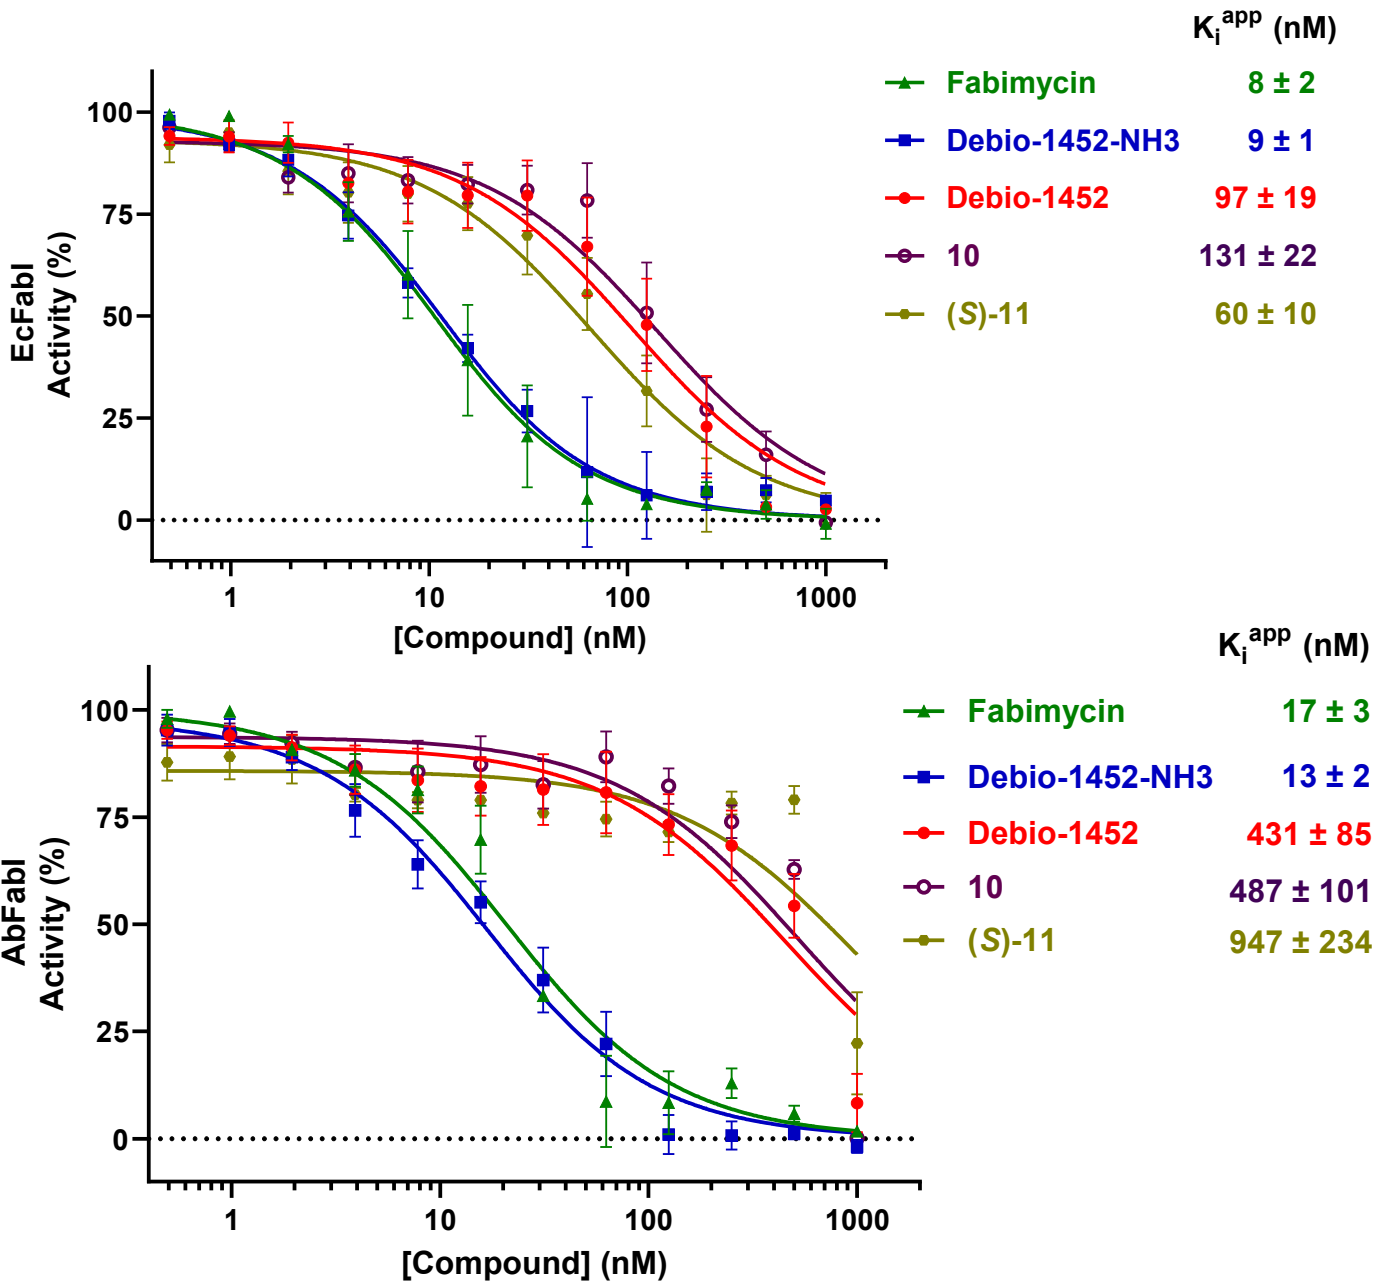 Ki^app (nM)
Fabimycin 8 ± 2
Debio-1452-NH3 9 ± 1
Debio-1452 97 ± 19
10 131 ± 22
(S)-11 60 ± 10
100
75
50
25
0
EcFabI
Activity (%)
1 10 100 1000
[Compound] (nM)
Ki^app (nM)
Fabimycin 17 ± 3
Debio-1452-NH3 13 ± 2
Debio-1452 431 ± 85
10 487 ± 101
(S)-11 947 ± 234
100
75
50
25
0
AbFabI
Activity (%)
1 10 100 1000
[Compound] (nM)